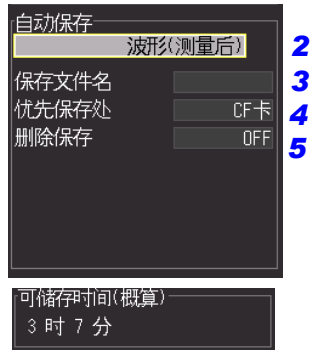 自动保存
波形(测量后) 2
保存文件名 3
优先保存处 CF卡 4
删除保存 OFF 5
可储存时间(概算)
3 时 7 分